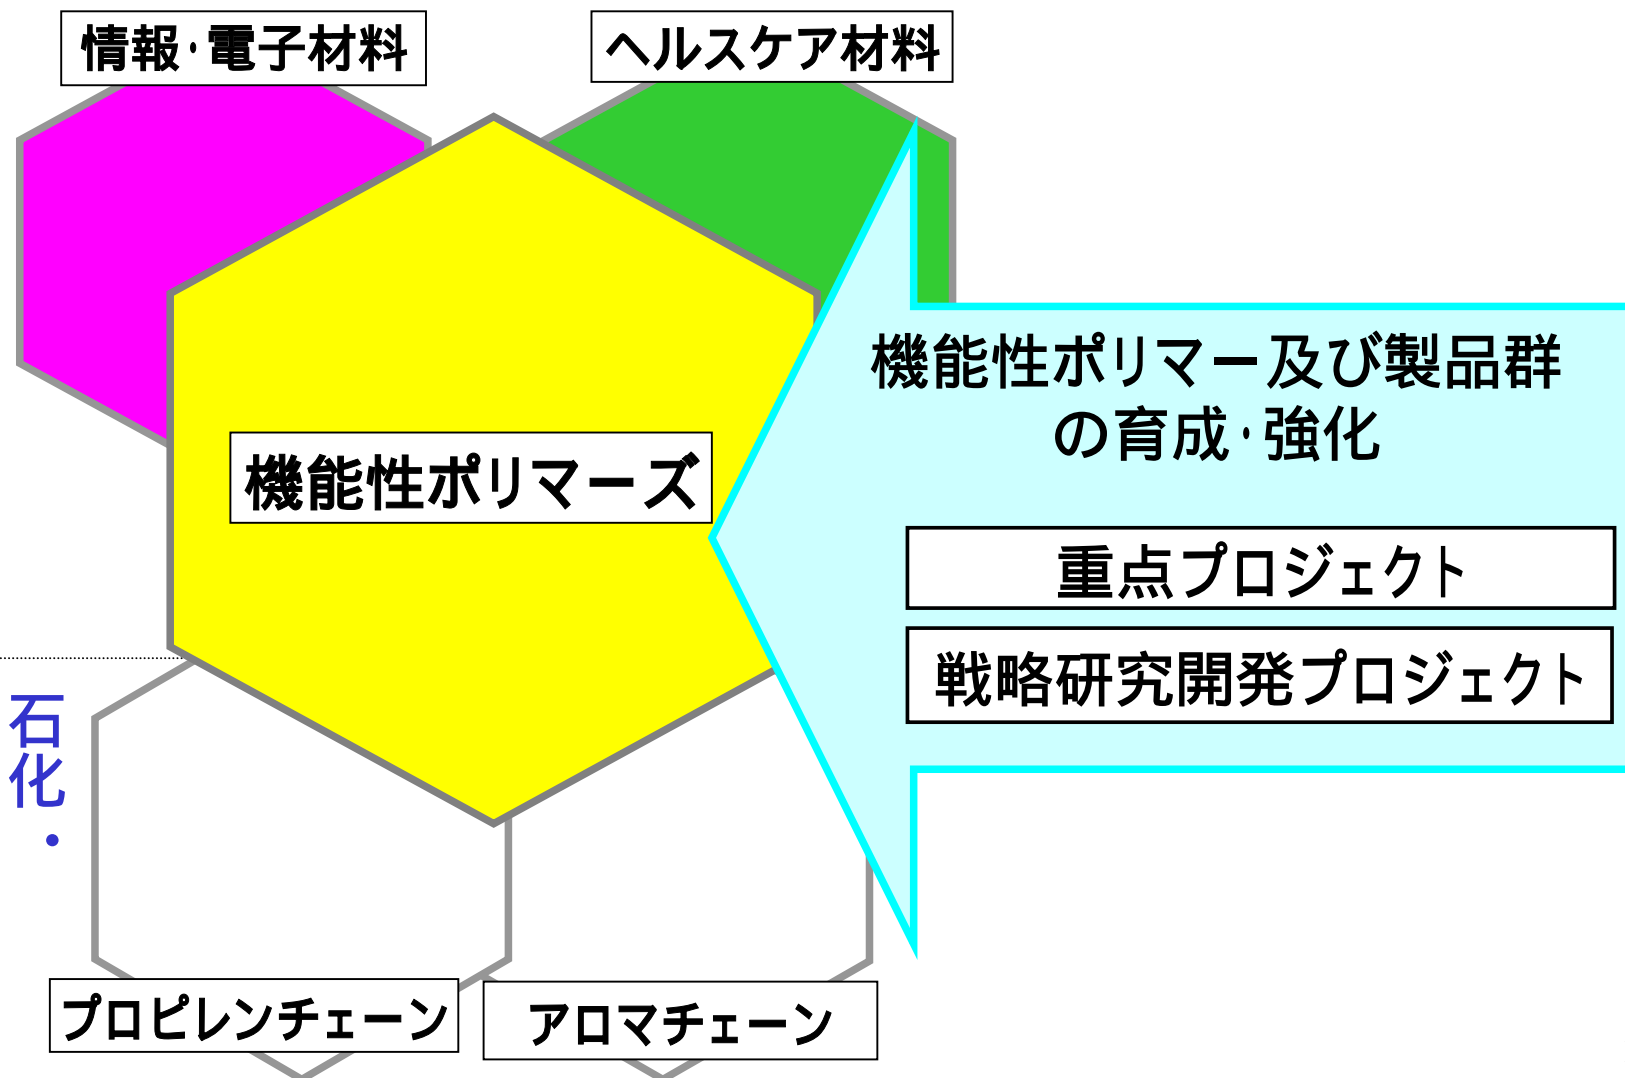 情報・電子材料
ヘルスケア材料
機能性ポリマー及び製品群
の育成・強化
機能性ポリマーズ
重点プロジェクト
戦略研究開発プロジェクト
石化・
プロピレンチェーン
アロマチェーン